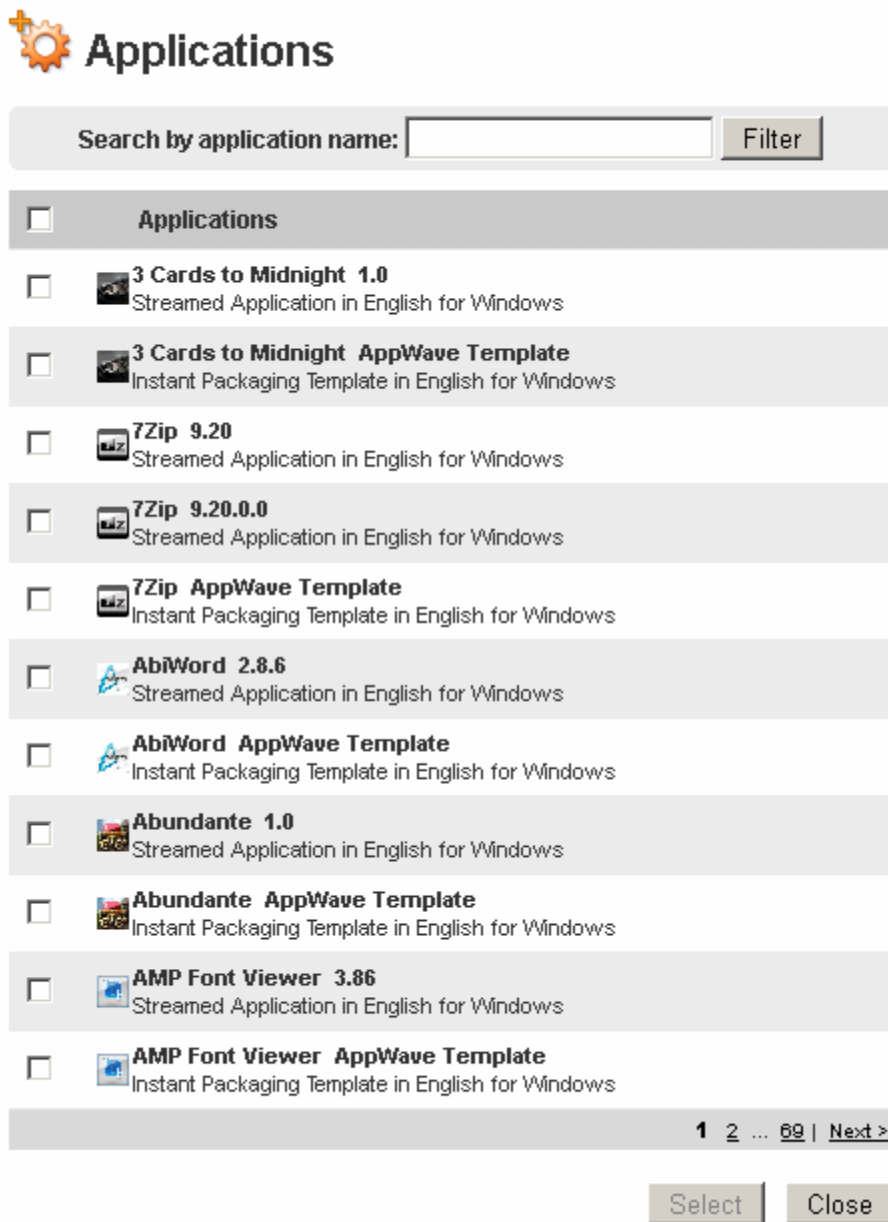 Applications
Search by application name: Filter
Applications
3 Cards to Midnight 1.0
Streamed Application in English for Windows
3 Cards to Midnight AppWave Template
Instant Packaging Template in English for Windows
7Zip 9.20
Streamed Application in English for Windows
7Zip 9.20.0.0
Streamed Application in English for Windows
7Zip AppWave Template
Instant Packaging Template in English for Windows
AbiWord 2.8.6
Streamed Application in English for Windows
AbiWord AppWave Template
Instant Packaging Template in English for Windows
Abundante 1.0
Streamed Application in English for Windows
Abundante AppWave Template
Instant Packaging Template in English for Windows
AMP Font Viewer 3.86
Streamed Application in English for Windows
AMP Font Viewer AppWave Template
Instant Packaging Template in English for Windows
1 2 ... 69 | Next >
Select Close